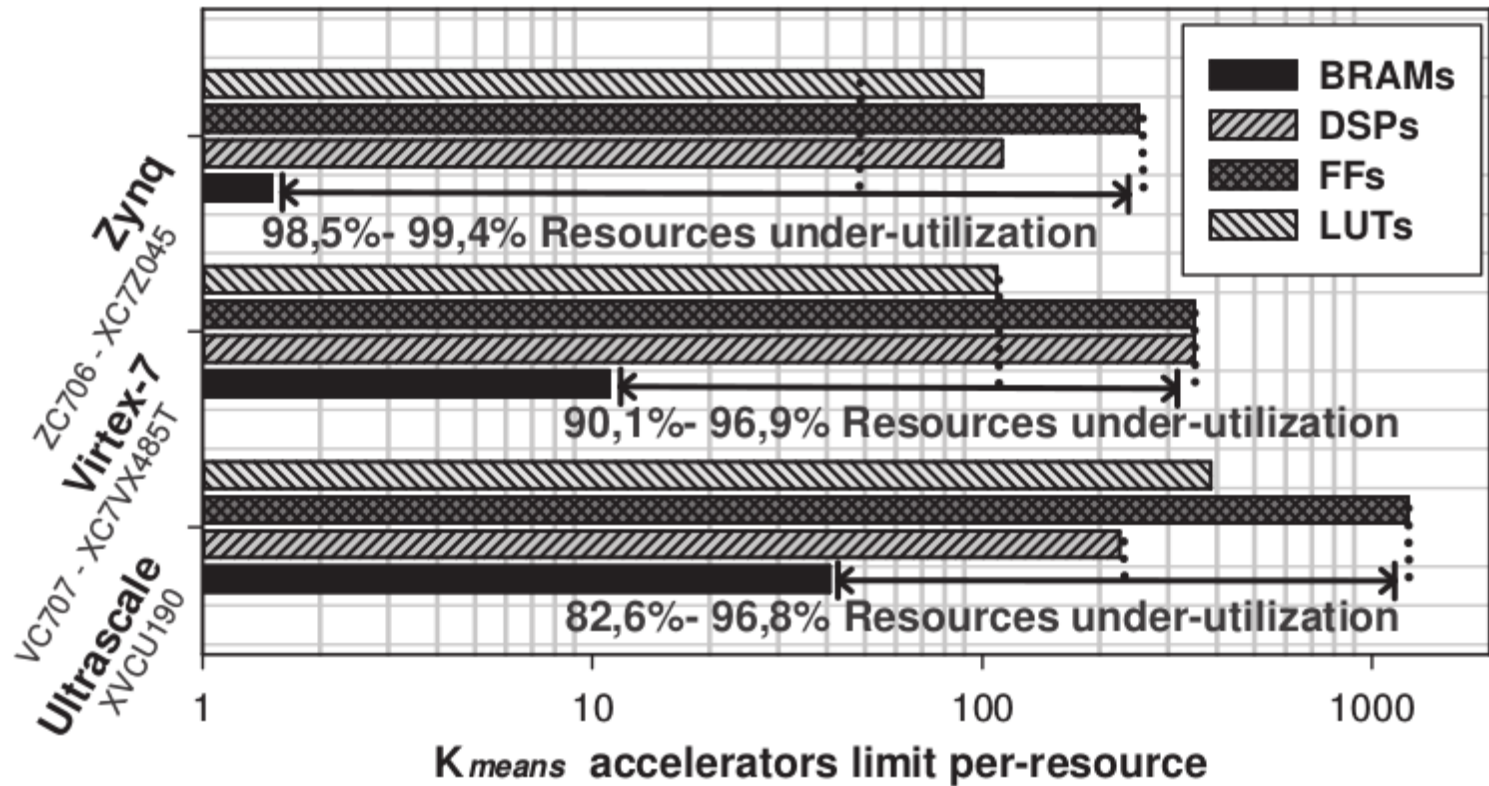 BRAMs
DSPs
FFs
LUTs
Zynq
ZC706 - XC7Z045
98,5%- 99,4% Resources under-utilization
Virtex-7
VC707 - XC7VX485T
90,1%- 96,9% Resources under-utilization
Ultrascale
XVCU190
82,6%- 96,8% Resources under-utilization
1 10 100 1000
Kmeans accelerators limit per-resource